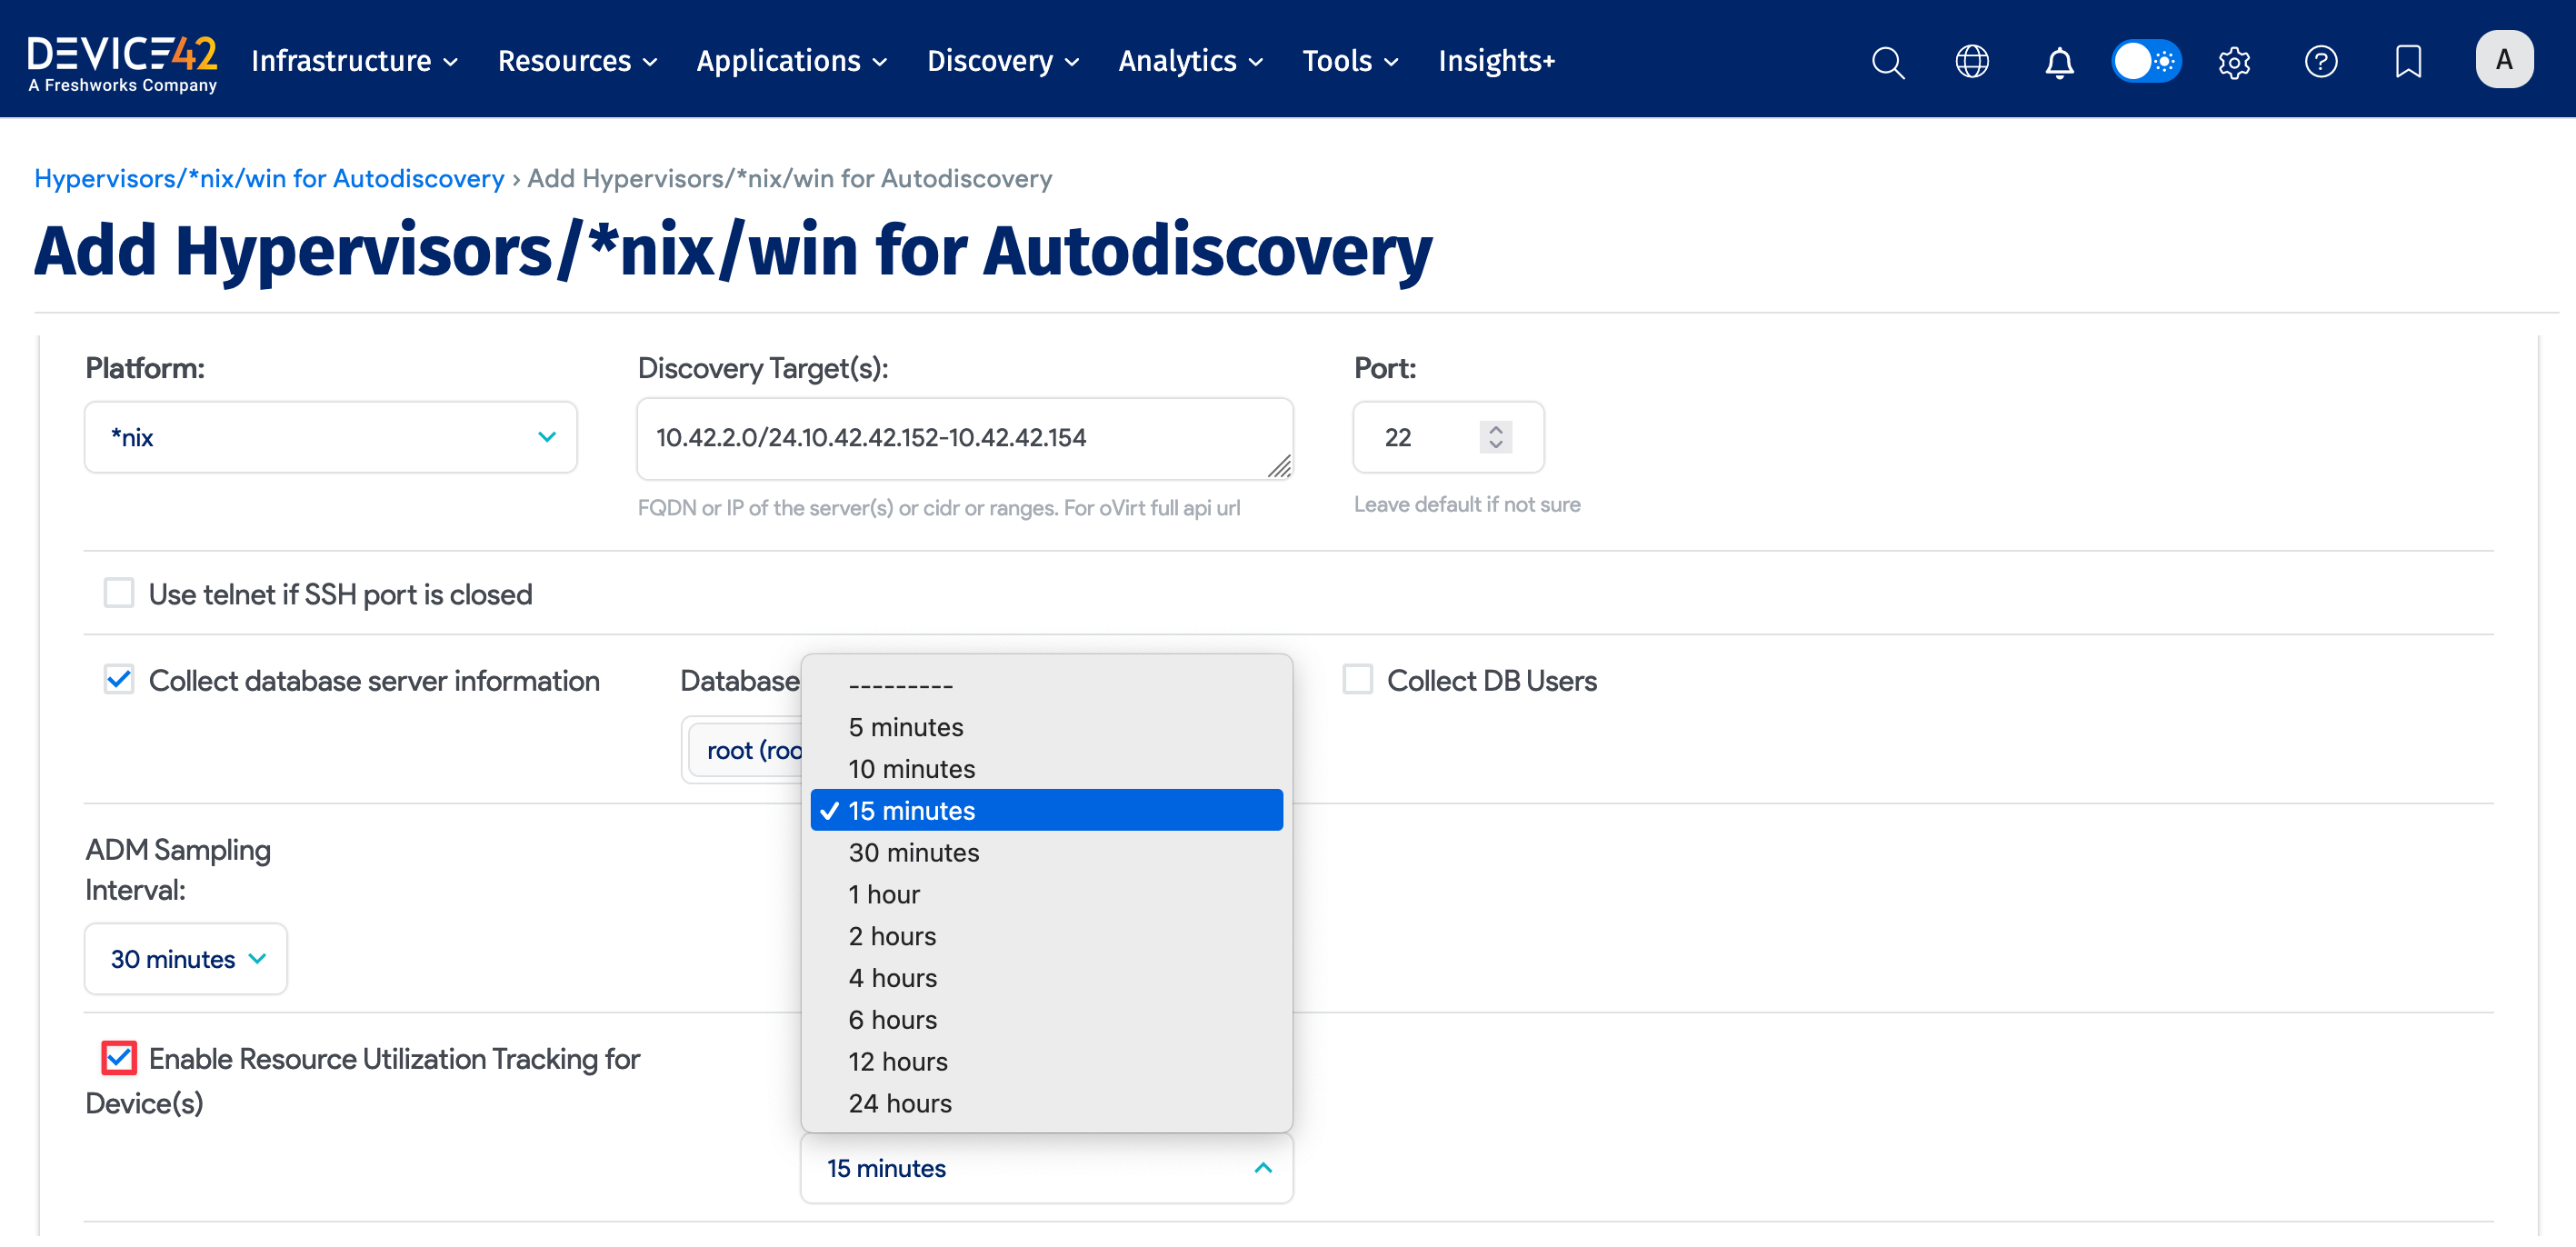 DEVICE42
A Freshworks Company
Infrastructure
Resources
Applications
Discovery
Analytics
Tools
Insights+
A
Hypervisors/*nix/win for Autodiscovery › Add Hypervisors/*nix/win for Autodiscovery
Add Hypervisors/*nix/win for Autodiscovery
Platform:
Discovery Target(s):
Port:
*nix
10.42.2.0/24.10.42.42.152-10.42.42.154
22
FQDN or IP of the server(s) or cidr or ranges. For oVirt full api url
Leave default if not sure
Use telnet if SSH port is closed
Collect database server information
Database
Collect DB Users
root (roo
---------
5 minutes
10 minutes
15 minutes
30 minutes
1 hour
2 hours
4 hours
6 hours
12 hours
24 hours
ADM Sampling
Interval:
30 minutes
Enable Resource Utilization Tracking for
Device(s)
15 minutes